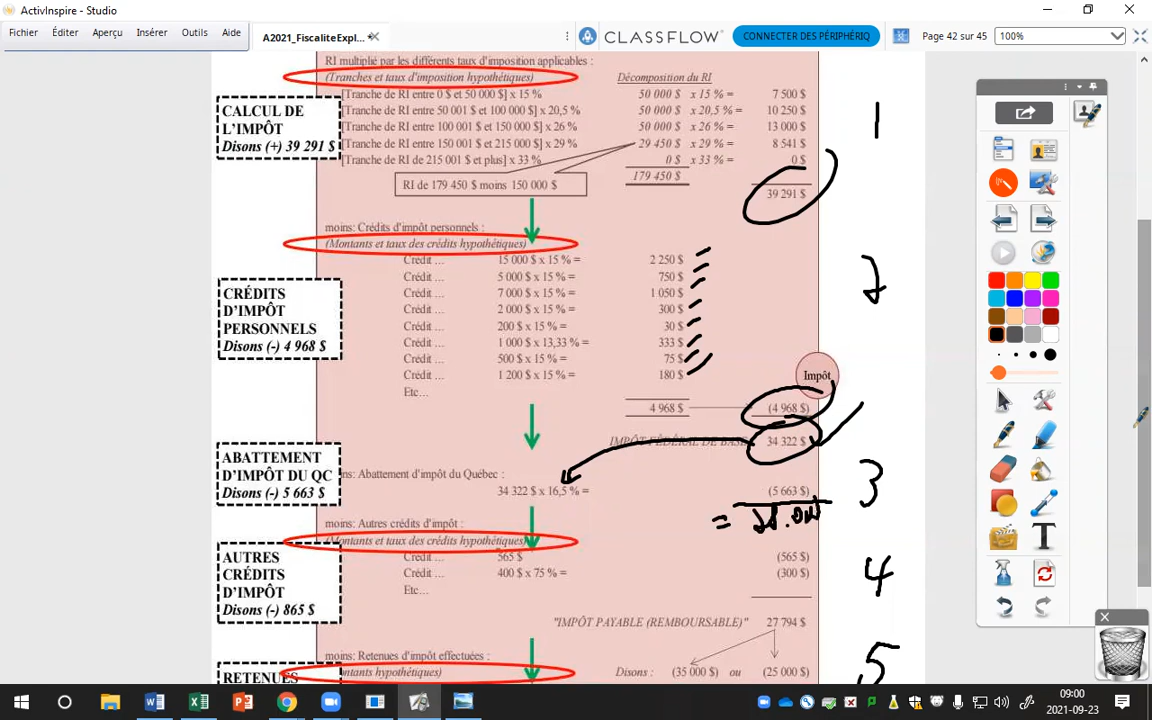 ActivInspire - Studio
Fichier Éditer Aperçu Insérer Outils Aide
A2021_FiscaliteExpl...
CLASSFLOW
CONNECTER DES PÉRIPHÉRIQ
Page 42 sur 45
100%
RI multiplié par les différents taux d'imposition applicables :
(Tranches et taux d'imposition hypothétiques) Décomposition du RI
[Tranche de RI entre 0 $ et 50 000 $] x 15 % 50 000 $ x 15 % = 7 500 $
[Tranche de RI entre 50 001 $ et 100 000 $] x 20,5 % 50 000 $ x 20,5 % = 10 250 $
[Tranche de RI entre 100 001 $ et 150 000 $] x 26 % 50 000 $ x 26 % = 13 000 $
[Tranche de RI entre 150 001 $ et 215 000 $] x 29 % 29 450 $ x 29 % = 8 541 $
[Tranche de RI de 215 001 $ et plus] x 33 % 0 $ x 33 % = 0 $
179 450 $
RI de 179 450 $ moins 150 000 $
39 291 $
CALCUL DE
L'IMPÔT
Disons (+) 39 291 $
1
moins: Crédits d'impôt personnels :
(Montants et taux des crédits hypothétiques)
Crédit ... 15 000 $ x 15 % = 2 250 $
Crédit ... 5 000 $ x 15 % = 750 $
Crédit ... 7 000 $ x 15 % = 1 050 $
Crédit ... 2 000 $ x 15 % = 300 $
Crédit ... 200 $ x 15 % = 30 $
Crédit ... 1 000 $ x 13,33 % = 333 $
Crédit ... 500 $ x 15 % = 75 $
Crédit ... 1 200 $ x 15 % = 180 $
Etc...
CRÉDITS
D'IMPÔT
PERSONNELS
Disons (-) 4 968 $
2
Impôt
4 968 $ (4 968 $)
IMPÔT FÉDÉRAL DE BASE 34 322 $
ABATTEMENT
D'IMPÔT DU QC
Disons (-) 5 663 $
ns: Abattement d'impôt du Québec :
34 322 $ x 16,5 % = (5 663 $)
3
=
moins: Autres crédits d'impôt :
(Montants et taux des crédits hypothétiques)
Crédit ... 565 $ (565 $)
Crédit ... 400 $ x 75 % = (300 $)
Etc...
AUTRES
CRÉDITS
D'IMPÔT
Disons (-) 865 $
4
"IMPÔT PAYABLE (REMBOURSABLE)" 27 794 $
moins: Retenues d'impôt effectuées :
ntants hypothétiques) Disons : (35 000 $) ou (25 000 $)
RETENUES
5
T
09:00
2021-09-23